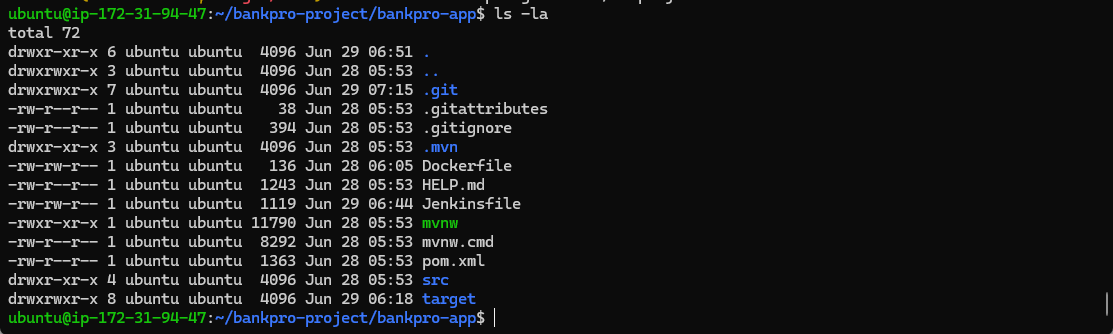 ubuntu@ip-172-31-94-47:~/bankpro-project/bankpro-app$ ls -la
total 72
drwxr-xr-x 6 ubuntu ubuntu  4096 Jun 29 06:51 .
drwxrwxr-x 3 ubuntu ubuntu  4096 Jun 28 05:53 ..
drwxrwxr-x 7 ubuntu ubuntu  4096 Jun 29 07:15 .git
-rw-r--r-- 1 ubuntu ubuntu    38 Jun 28 05:53 .gitattributes
-rw-r--r-- 1 ubuntu ubuntu   394 Jun 28 05:53 .gitignore
drwxr-xr-x 3 ubuntu ubuntu  4096 Jun 28 05:53 .mvn
-rw-rw-r-- 1 ubuntu ubuntu   136 Jun 28 06:05 Dockerfile
-rw-r--r-- 1 ubuntu ubuntu  1243 Jun 28 05:53 HELP.md
-rw-rw-r-- 1 ubuntu ubuntu  1119 Jun 29 06:44 Jenkinsfile
-rwxr-xr-x 1 ubuntu ubuntu 11790 Jun 28 05:53 mvnw
-rw-r--r-- 1 ubuntu ubuntu  8292 Jun 28 05:53 mvnw.cmd
-rw-r--r-- 1 ubuntu ubuntu  1363 Jun 28 05:53 pom.xml
drwxr-xr-x 4 ubuntu ubuntu  4096 Jun 28 05:53 src
drwxrwxr-x 8 ubuntu ubuntu  4096 Jun 29 06:18 target
ubuntu@ip-172-31-94-47:~/bankpro-project/bankpro-app$